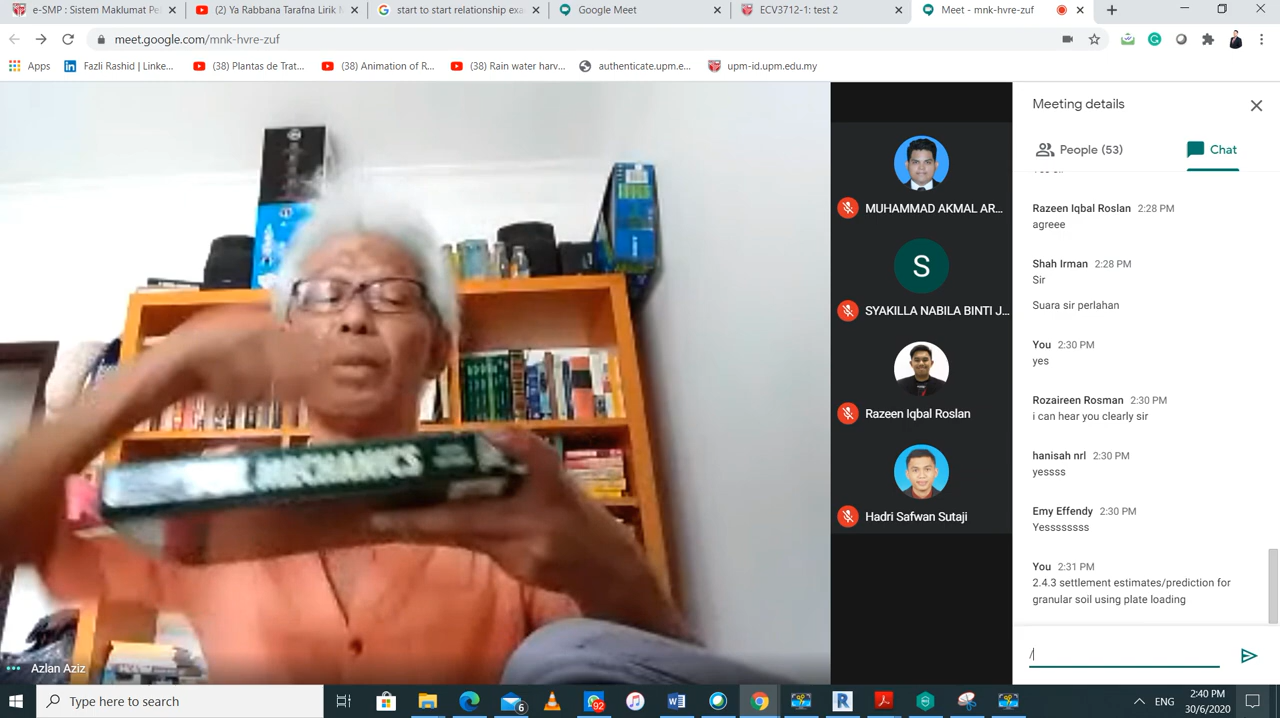 e-SMP : Sistem Maklumat Pel
(2) Ya Rabbana Tarafna Lirik M
start to start relationship exa
Google Meet
ECV3712-1: test 2
Meet - mnk-hvre-zuf
meet.google.com/mnk-hvre-zuf
Apps
Fazli Rashid | Linke...
(38) Plantas de Trat...
(38) Animation of R...
(38) Rain water harv...
authenticate.upm.e...
upm-id.upm.edu.my
MECHANICS
Azlan Aziz
MUHAMMAD AKMAL AR...
S
SYAKILLA NABILA BINTI J...
Razeen Iqbal Roslan
Hadri Safwan Sutaji
Meeting details
People (53)
Chat
Razeen Iqbal Roslan 2:28 PM
agreee
Shah Irman 2:28 PM
Sir
Suara sir perlahan
You 2:30 PM
yes
Rozaireen Rosman 2:30 PM
i can hear you clearly sir
hanisah nrl 2:30 PM
yessss
Emy Effendy 2:30 PM
Yessssssss
You 2:31 PM
2.4.3 settlement estimates/prediction for
granular soil using plate loading
/
Type here to search
6
92
ENG
2:40 PM
30/6/2020